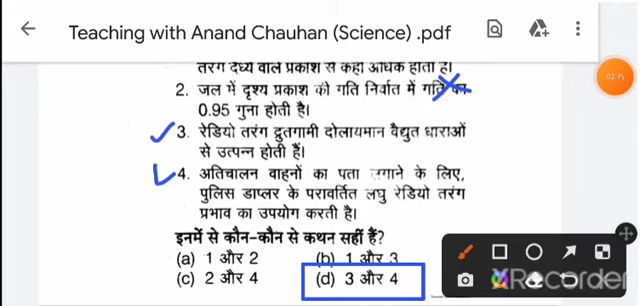 Teaching with Anand Chauhan (Science) .pdf
02:15
तरंग दैर्ध्य वाले प्रकाश से कहीं अधिक होता है।
2. जल में दृश्य प्रकाश की गति निर्वात में गति का
0.95 गुना होती है।
3. रेडियो तरंग द्रुतगामी दोलायमान वैद्युत धाराओं
से उत्पन्न होती हैं।
4. अतिचालन वाहनों का पता लगाने के लिए,
पुलिस डाप्लर के परावर्तित लघु रेडियो तरंग
प्रभाव का उपयोग करती है।
इनमें से कौन-कौन से कथन सहीं हैं?
(a) 1 और 2 (b) 1 और 3
(c) 2 और 4 (d) 3 और 4
XRecorder